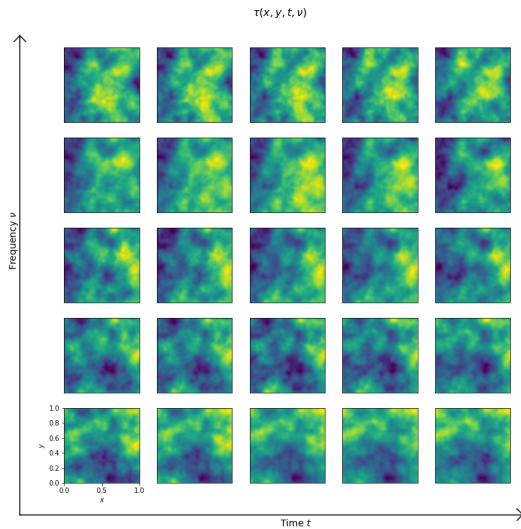 τ(x, y, t, ν)
Frequency ν
1.0
0.8
0.6
y
0.4
0.2
0.0
0.0 0.5 1.0
x
Time t